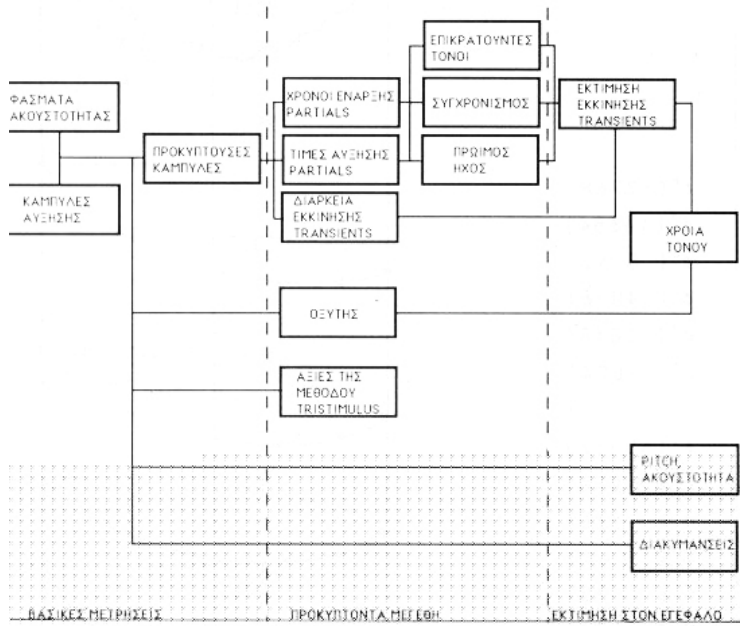 ΦΑΣΜΑΤΑ
ΑΚΟΥΣΤΟΤΗΤΑΣ
ΚΑΜΠΥΛΕΣ
ΑΥΞΗΣΗΣ
ΠΡΟΚΥΠΤΟΥΣΕΣ
ΚΑΜΠΥΛΕΣ
ΧΡΟΝΟΙ ΕΝΑΡΞΗΣ
PARTIALS
ΤΙΜΕΣ ΑΥΞΗΣΗΣ
PARTIALS
ΔΙΑΡΚΕΙΑ
ΕΚΚΙΝΗΣΗΣ
TRANSIENTS
ΟΞΥΤΗΣ
ΑΞΙΕΣ ΤΗΣ
ΜΕΘΟΔΟΥ
TRISTIMULUS
ΕΠΙΚΡΑΤΟΥΝΤΕΣ
ΤΟΝΟΙ
ΣΥΓΧΡΟΝΙΣΜΟΣ
ΠΡΩΙΜΟΣ
ΗΧΟΣ
ΕΚΤΙΜΗΣΗ
ΕΚΚΙΝΗΣΗΣ
TRANSIENTS
ΧΡΟΙΑ
ΤΟΝΟΥ
PITCH,
ΑΚΟΥΣΤΟΤΗΤΑ
ΔΙΑΚΥΜΑΝΣΕΙΣ
ΒΑΣΙΚΕΣ ΜΕΤΡΗΣΕΙΣ
ΠΡΟΚΥΠΤΟΝΤΑ ΜΕΓΕΘΗ
ΕΚΤΙΜΗΣΗ ΣΤΟΝ ΕΓΕΦΑΛΟ